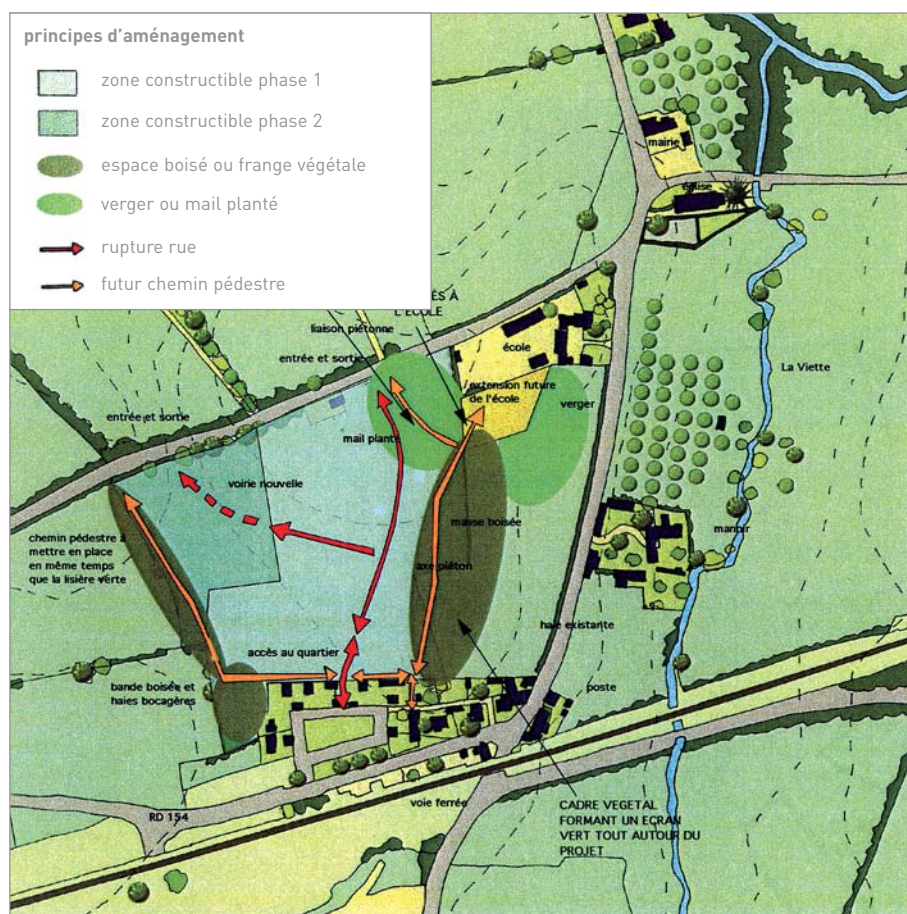 principes d'aménagement
zone constructible phase 1
zone constructible phase 2
espace boisé ou frange végétale
verger ou mail planté
rupture rue
futur chemin pédestre
mairie
église
ÈS À
L'ÉCOLE
liaison piétonne
entrée et sortie
école
extension future
de l'école
verger
La Viette
entrée et sortie
mail planté
voirie nouvelle
masse boisée
manoir
chemin pédestre à
mettre en place
en même temps
que la lisière verte
axe piéton
haie existante
accès au quartier
bande boisée et
haies bocagères
poste
voie ferrée
RD 154
CADRE VEGETAL
FORMANT UN ECRAN
VERT TOUT AUTOUR DU
PROJET